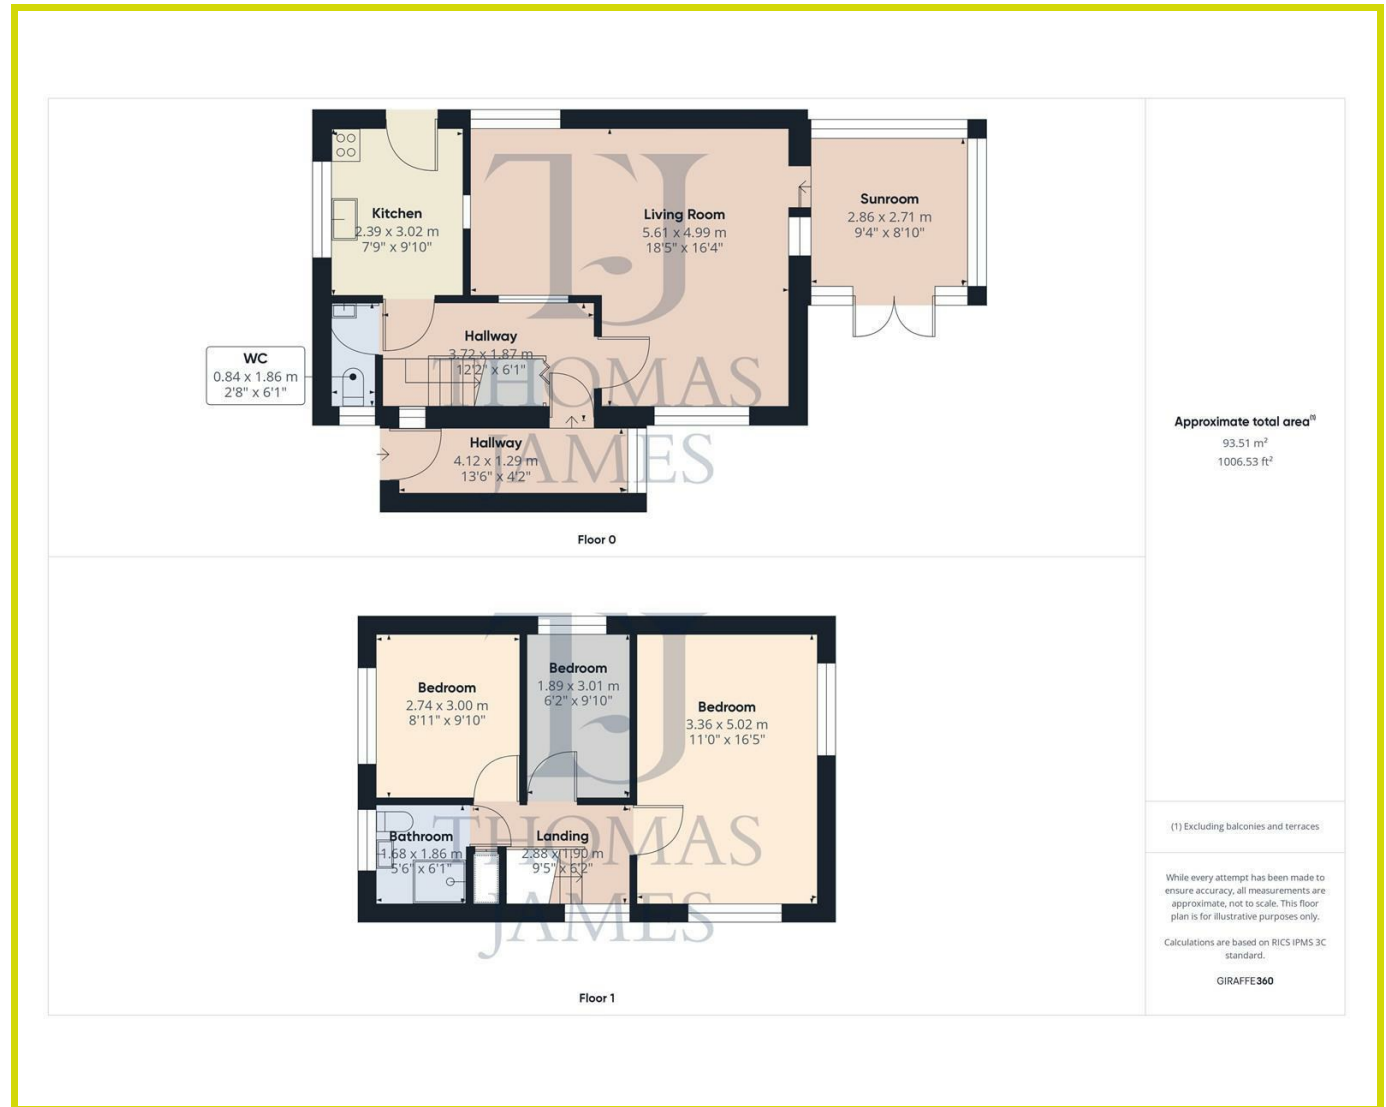 Kitchen
2.39 x 3.02 m
7'9" x 9'10"
Living Room
5.61 x 4.99 m
18'5" x 16'4"
Sunroom
2.86 x 2.71 m
9'4" x 8'10"
Hallway
3.72 x 1.87 m
12'2" x 6'1"
WC
0.84 x 1.86 m
2'8" x 6'1"
Hallway
4.12 x 1.29 m
13'6" x 4'2"
TJ
THOMAS
JAMES
Floor 0
Bedroom
2.74 x 3.00 m
8'11" x 9'10"
Bedroom
1.89 x 3.01 m
6'2" x 9'10"
Bedroom
3.36 x 5.02 m
11'0" x 16'5"
Bathroom
1.68 x 1.86 m
5'6" x 6'1"
Landing
2.88 x 1.90 m
9'5" x 6'2"
TJ
THOMAS
JAMES
Floor 1
Approximate total area(1)
93.51 m²
1006.53 ft²
(1) Excluding balconies and terraces
While every attempt has been made to
ensure accuracy, all measurements are
approximate, not to scale. This floor
plan is for illustrative purposes only.
Calculations are based on RICS IPMS 3C
standard.
GIRAFFE360